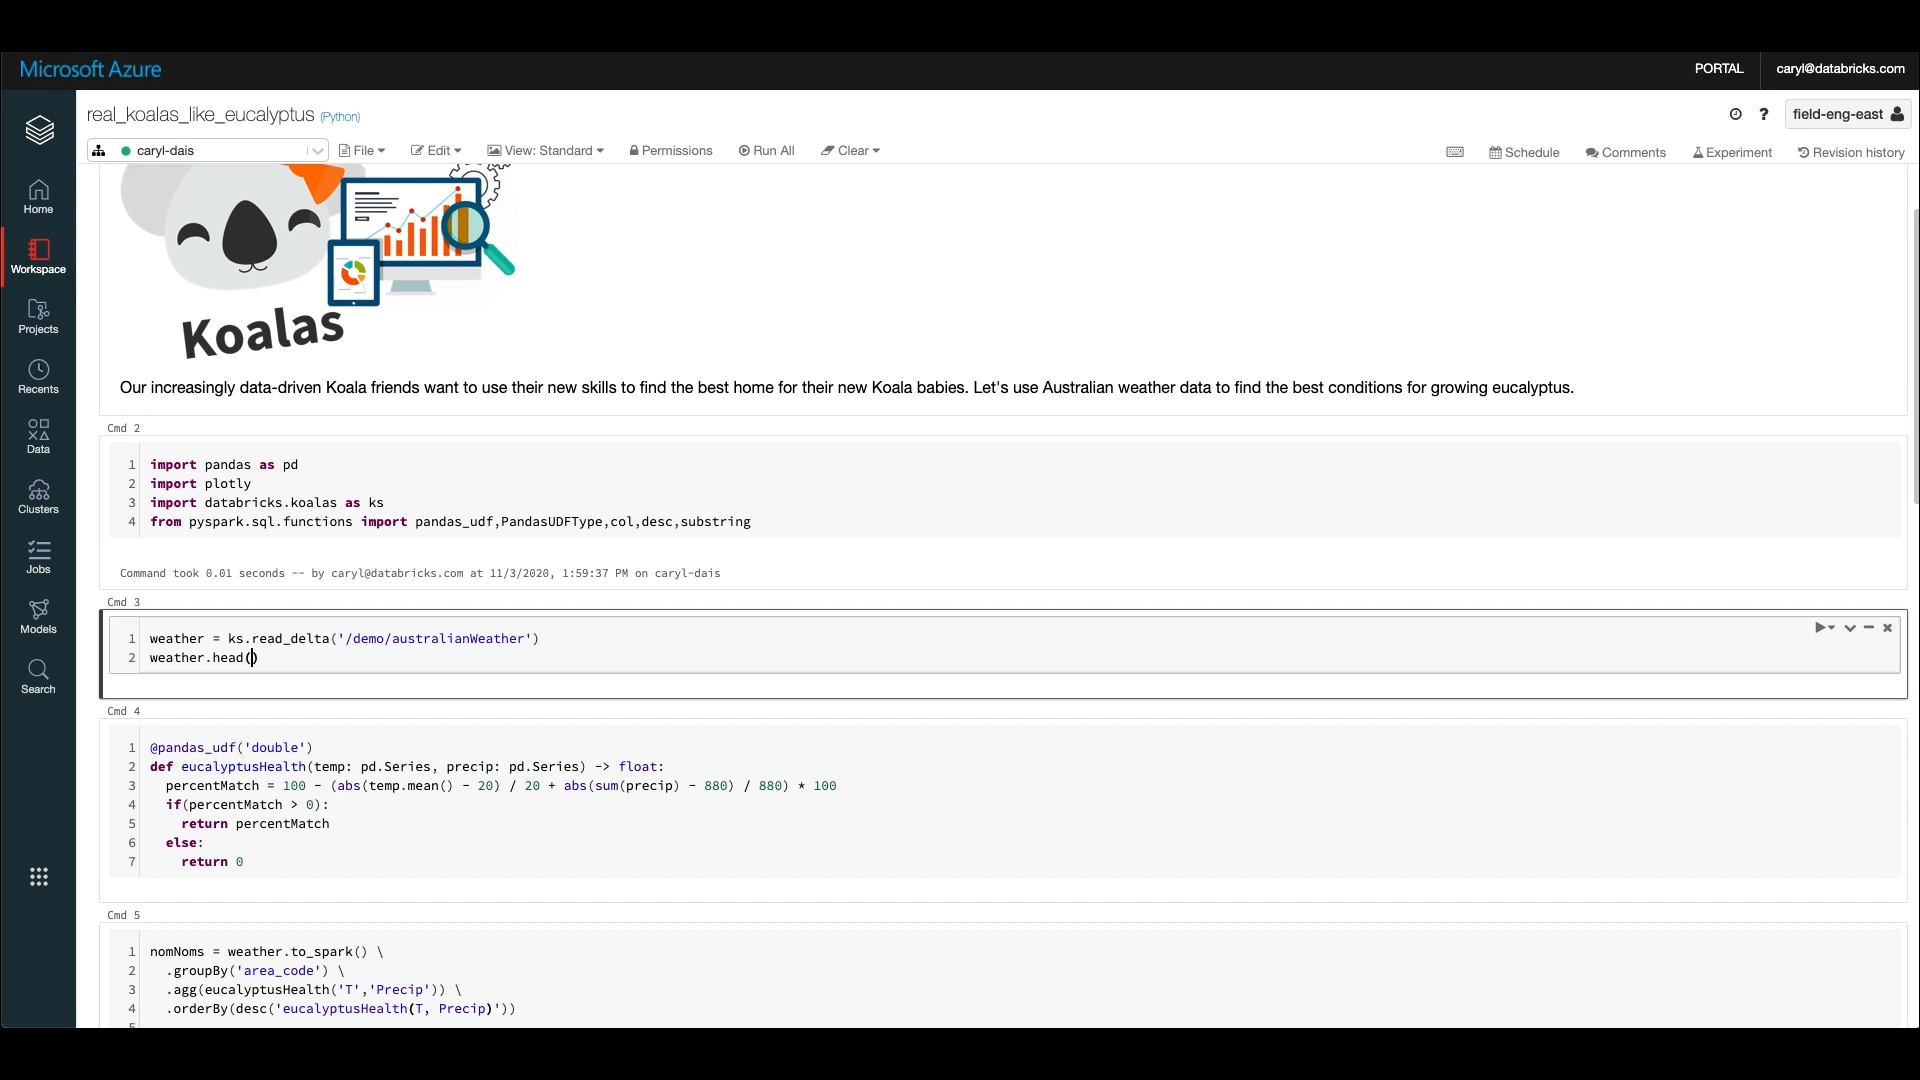 Microsoft Azure
PORTAL
caryl@databricks.com
real_koalas_like_eucalyptus (Python)
field-eng-east
caryl-dais
File
Edit
View: Standard
Permissions
Run All
Clear
Schedule
Comments
Experiment
Revision history
Home
Workspace
Projects
Recents
Data
Clusters
Jobs
Models
Search
Koalas
Our increasingly data-driven Koala friends want to use their new skills to find the best home for their new Koala babies. Let's use Australian weather data to find the best conditions for growing eucalyptus.
Cmd 2
1 import pandas as pd
2 import plotly
3 import databricks.koalas as ks
4 from pyspark.sql.functions import pandas_udf,PandasUDFType,col,desc,substring
Command took 0.01 seconds -- by caryl@databricks.com at 11/3/2020, 1:59:37 PM on caryl-dais
Cmd 3
1 weather = ks.read_delta('/demo/australianWeather')
2 weather.head()
Cmd 4
1 @pandas_udf('double')
2 def eucalyptusHealth(temp: pd.Series, precip: pd.Series) -> float:
3 percentMatch = 100 - (abs(temp.mean() - 20) / 20 + abs(sum(precip) - 880) / 880) * 100
4 if(percentMatch > 0):
5 return percentMatch
6 else:
7 return 0
Cmd 5
1 nomNoms = weather.to_spark() \
2 .groupBy('area_code') \
3 .agg(eucalyptusHealth('T','Precip')) \
4 .orderBy(desc('eucalyptusHealth(T, Precip)'))
5